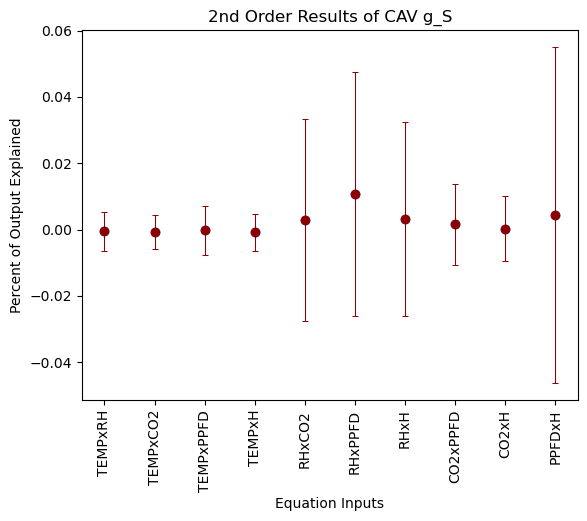 2nd Order Results of CAV g_S
Percent of Output Explained
0.06
0.04
0.02
0.00
−0.02
−0.04
TEMPxRH
TEMPxCO2
TEMPxPPFD
TEMPxH
RHxCO2
RHxPPFD
RHxH
CO2xPPFD
CO2xH
PPFDxH
Equation Inputs